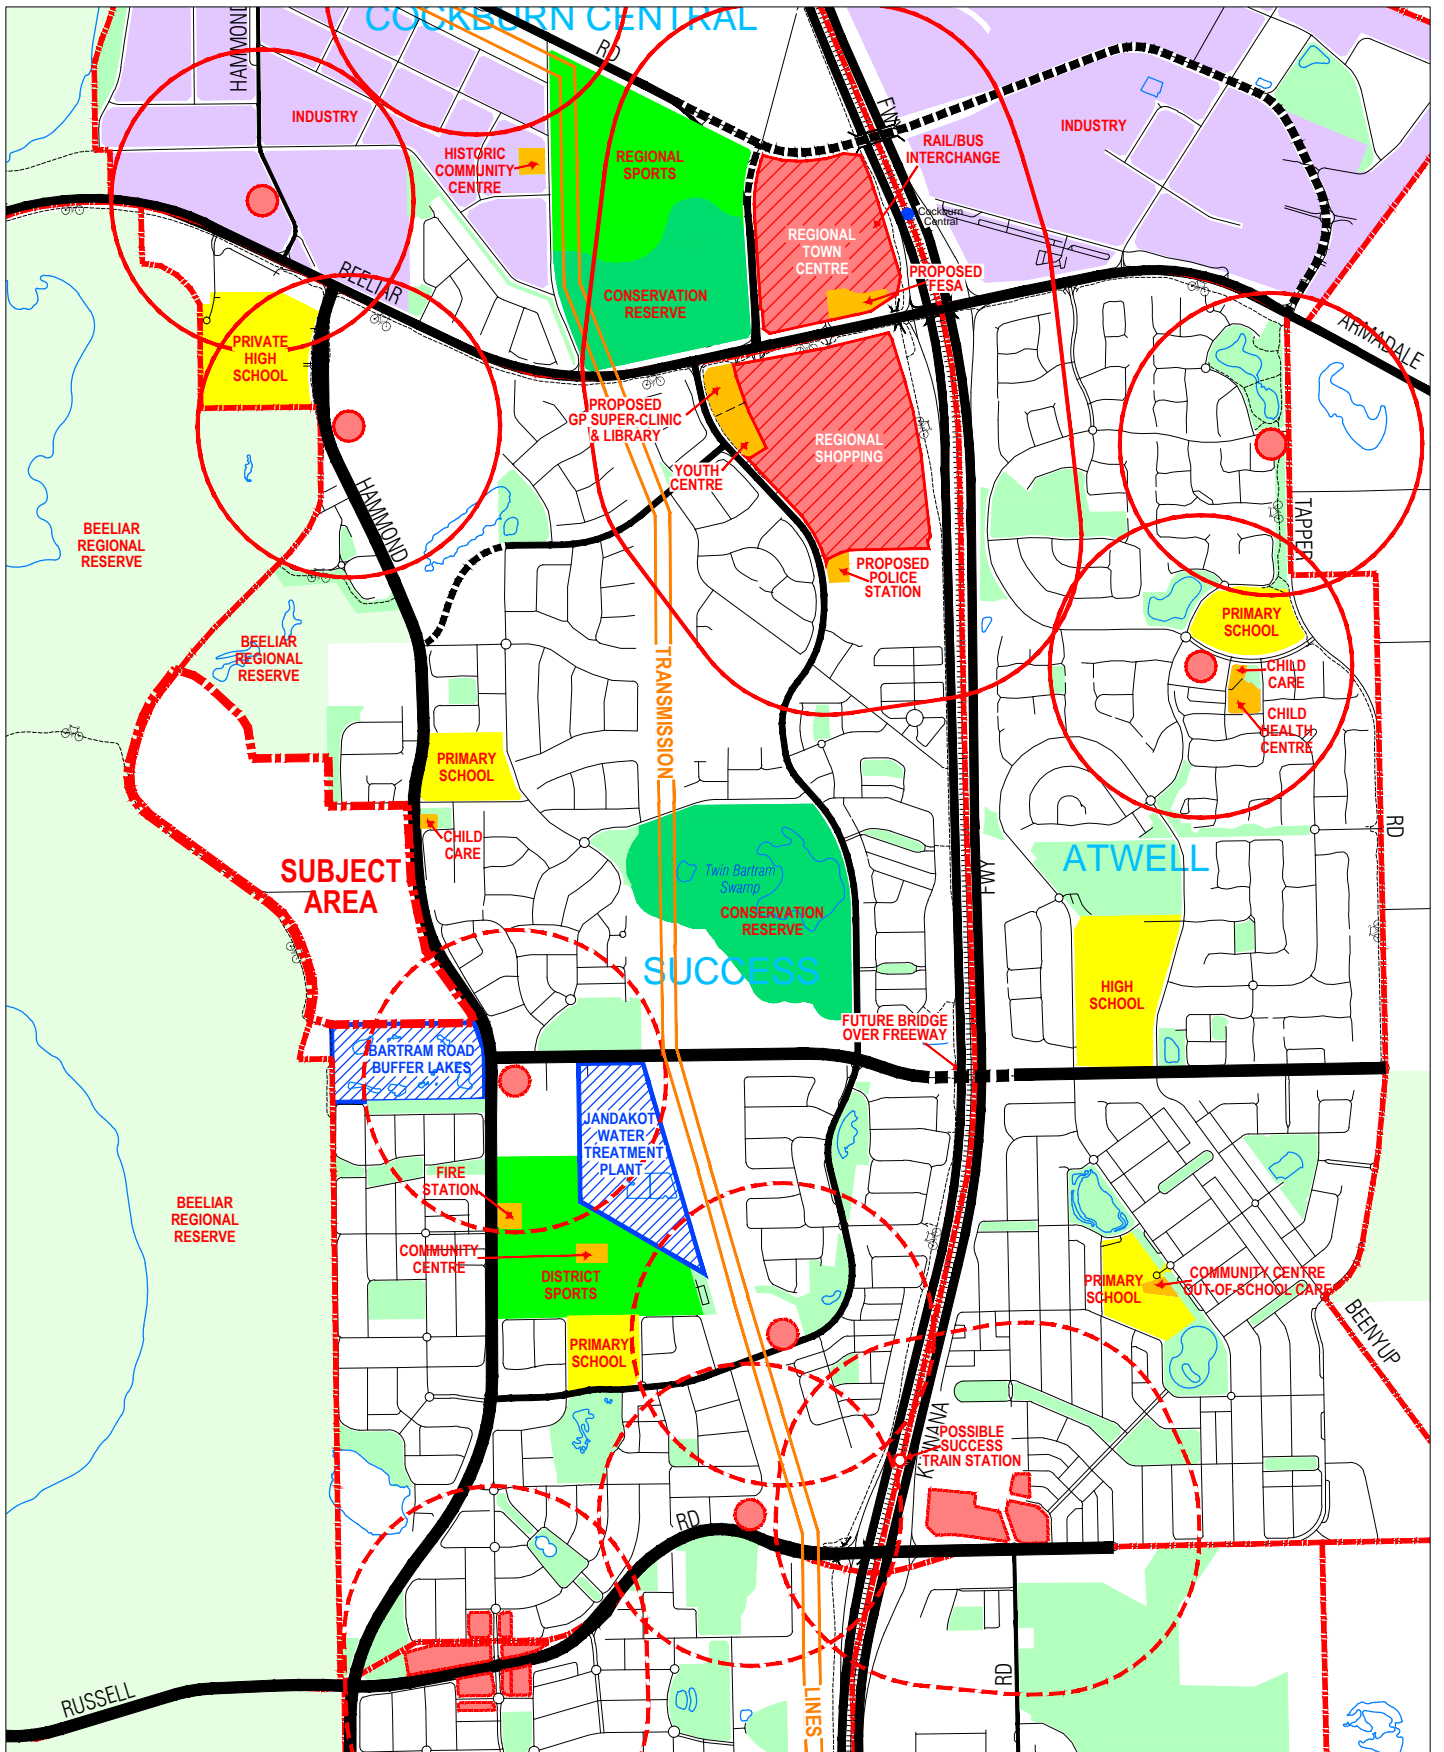 COCKBURN CENTRAL
HAMMOND
RD
FWY
INDUSTRY
INDUSTRY
HISTORIC
COMMUNITY
CENTRE
REGIONAL
SPORTS
RAIL/BUS
INTERCHANGE
Cockburn
Central
REGIONAL
TOWN
CENTRE
PROPOSED
FESA
BEELIAR
CONSERVATION
RESERVE
ARMADALE
PRIVATE
HIGH
SCHOOL
PROPOSED
GP SUPER-CLINIC
& LIBRARY
REGIONAL
SHOPPING
YOUTH
CENTRE
HAMMOND
TAPPER
BEELIAR
REGIONAL
RESERVE
PROPOSED
POLICE
STATION
PRIMARY
SCHOOL
BEELIAR
REGIONAL
RESERVE
TRANSMISSION
CHILD
CARE
CHILD
HEALTH
CENTRE
PRIMARY
SCHOOL
CHILD
CARE
RD
SUBJECT
AREA
Twin Bartram
Swamp
FWY
ATWELL
CONSERVATION
RESERVE
SUCCESS
HIGH
SCHOOL
FUTURE BRIDGE
OVER FREEWAY
BARTRAM ROAD
BUFFER LAKES
JANDAKOT
WATER
TREATMENT
PLANT
FIRE
STATION
BEELIAR
REGIONAL
RESERVE
COMMUNITY
CENTRE
DISTRICT
SPORTS
PRIMARY
SCHOOL
COMMUNITY CENTRE
OUT-OF-SCHOOL CARE
BEENYUP
PRIMARY
SCHOOL
KWINANA
POSSIBLE
SUCCESS
TRAIN STATION
RD
RD
RUSSELL
LINES